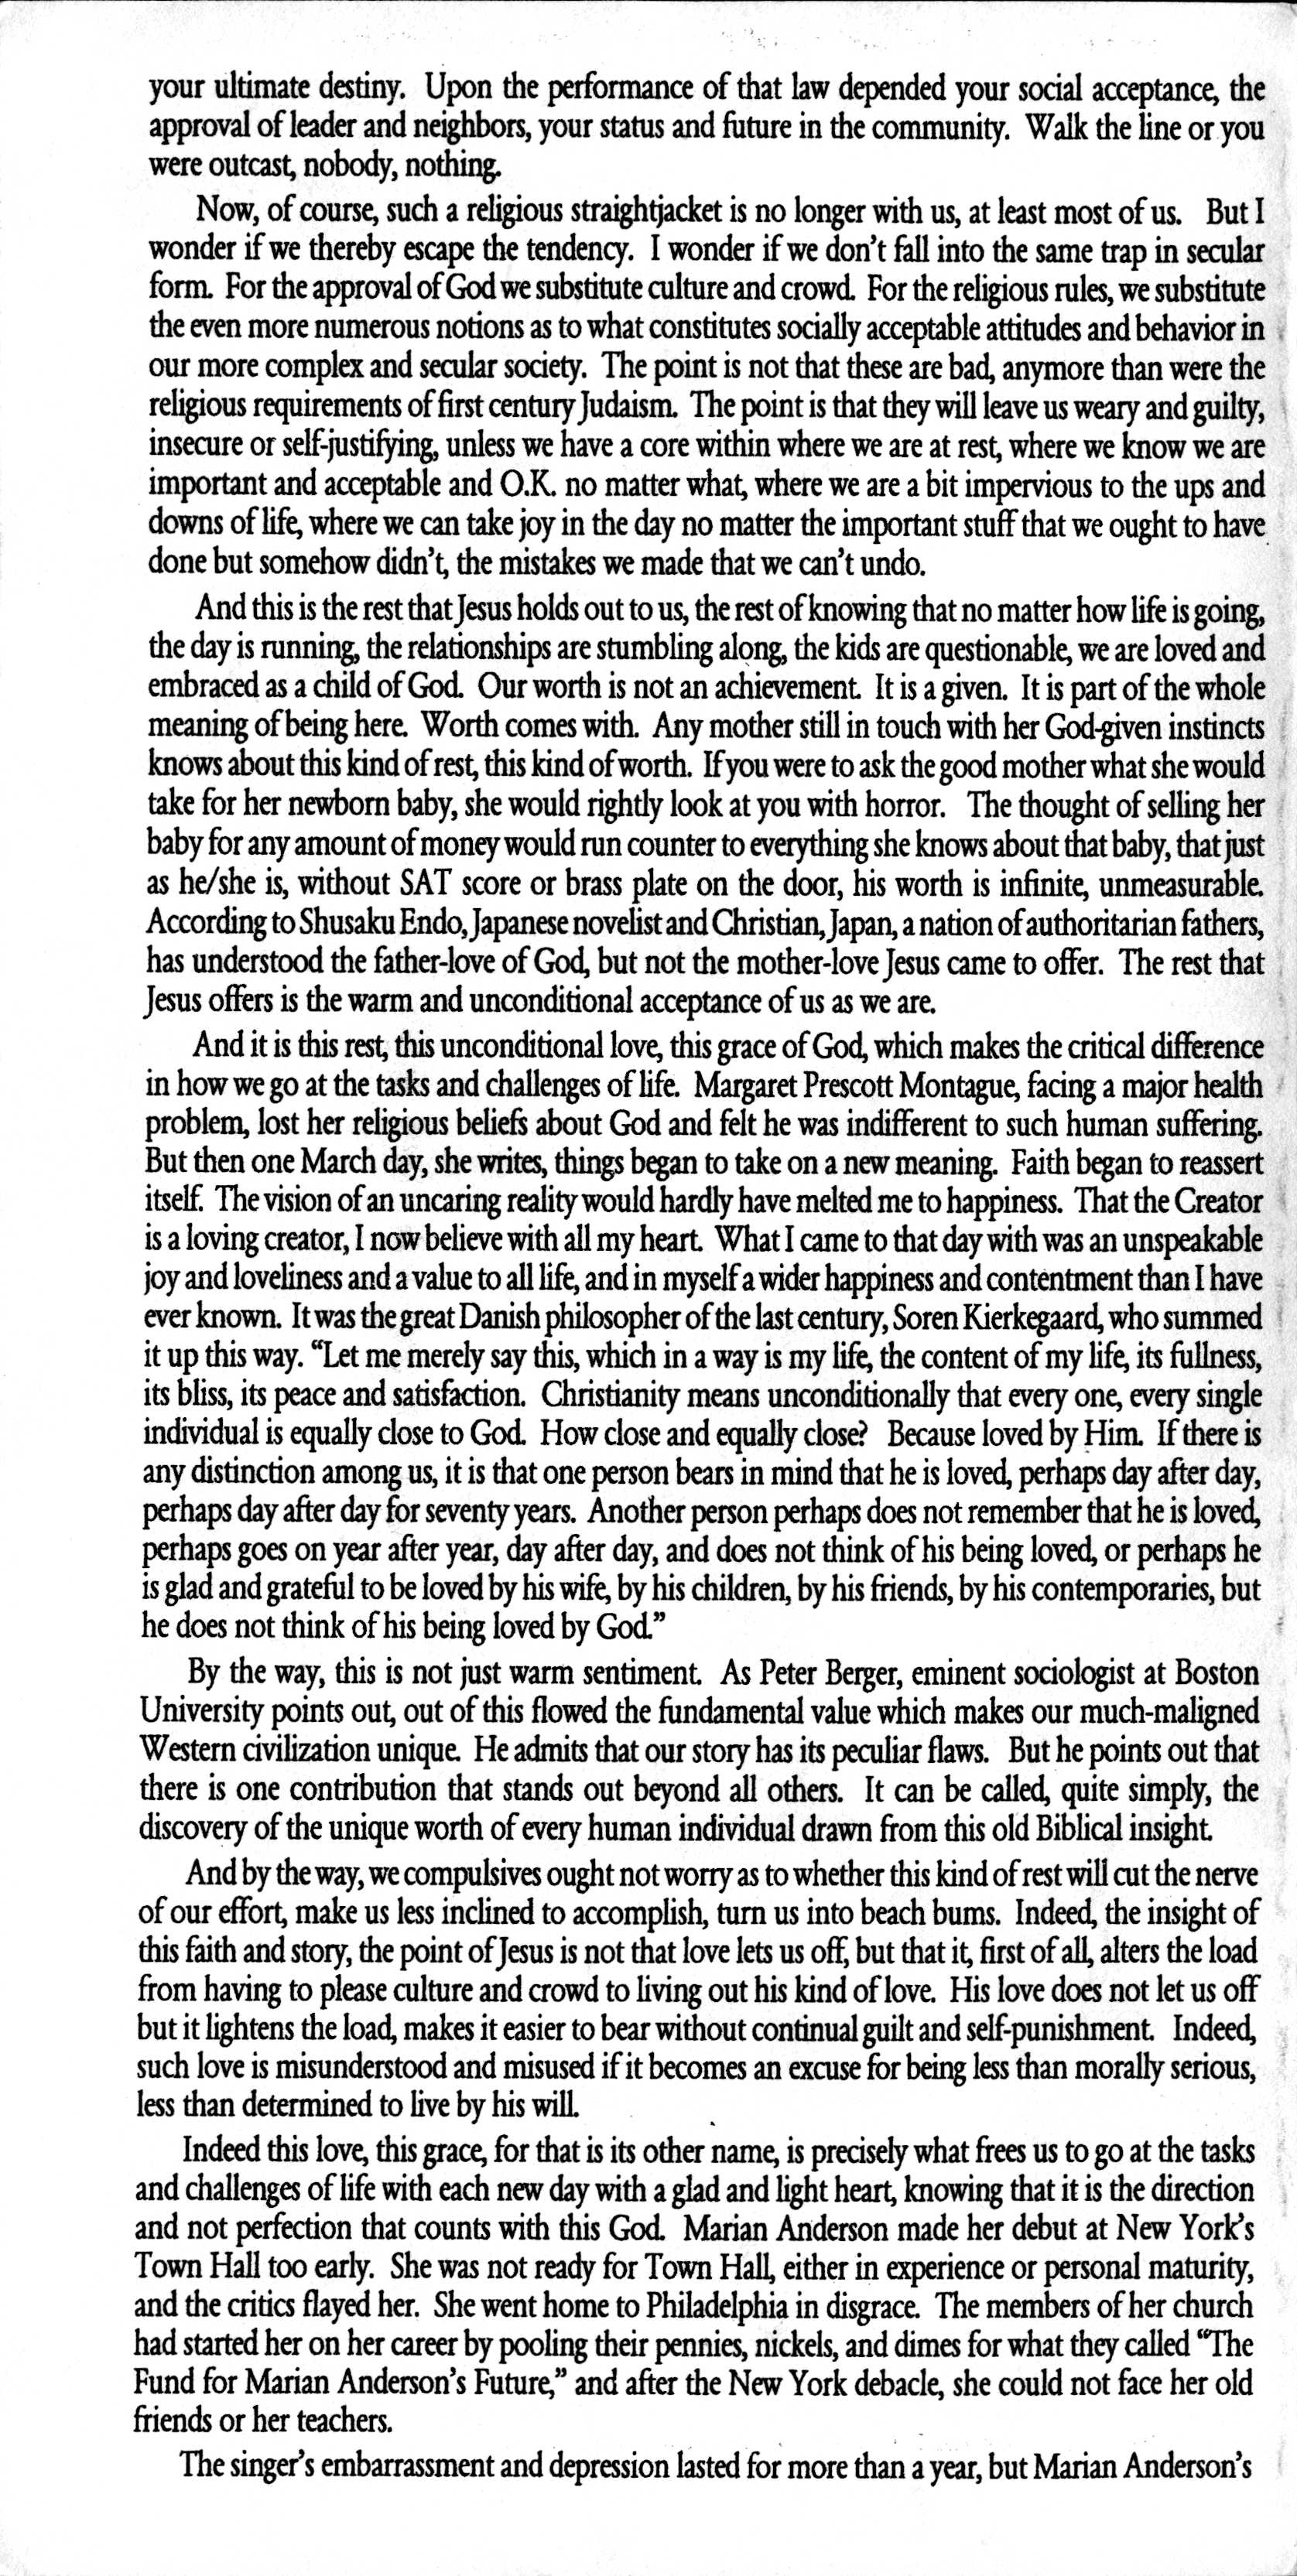 your ultimate destiny. Upon the performance of that law depended your social acceptance, the
approval of leader and neighbors, your status and future in the community. Walk the line or you
were outcast, nobody, nothing.
Now, of course, such a religious straightjacket is no longer with us, at least most of us. But I
wonder if we thereby escape the tendency. I wonder if we don't fall into the same trap in secular
form. For the approval of God we substitute culture and crowd. For the religious rules, we substitute
the even more numerous notions as to what constitutes socially acceptable attitudes and behavior in
our more complex and secular society. The point is not that these are bad, anymore than were the
religious requirements of first century Judaism. The point is that they will leave us weary and guilty,
insecure or self-justifying, unless we have a core within where we are at rest, where we know we are
important and acceptable and O.K. no matter what, where we are a bit impervious to the ups and
downs of life, where we can take joy in the day no matter the important stuff that we ought to have
done but somehow didn't, the mistakes we made that we can't undo.
And this is the rest that Jesus holds out to us, the rest of knowing that no matter how life is going,
the day is running, the relationships are stumbling along, the kids are questionable, we are loved and
embraced as a child of God. Our worth is not an achievement. It is a given. It is part of the whole
meaning of being here. Worth comes with. Any mother still in touch with her God-given instincts
knows about this kind of rest, this kind of worth. If you were to ask the good mother what she would
take for her newborn baby, she would rightly look at you with horror. The thought of selling her
baby for any amount of money would run counter to everything she knows about that baby, that just
as he/she is, without SAT score or brass plate on the door, his worth is infinite, unmeasurable.
According to Shusaku Endo, Japanese novelist and Christian, Japan, a nation of authoritarian fathers,
has understood the father-love of God, but not the mother-love Jesus came to offer. The rest that
Jesus offers is the warm and unconditional acceptance of us as we are.
And it is this rest, this unconditional love, this grace of God, which makes the critical difference
in how we go at the tasks and challenges of life. Margaret Prescott Montague, facing a major health
problem, lost her religious beliefs about God and felt he was indifferent to such human suffering.
But then one March day, she writes, things began to take on a new meaning. Faith began to reassert
itself. The vision of an uncaring reality would hardly have melted me to happiness. That the Creator
is a loving creator, I now believe with all my heart. What I came to that day with was an unspeakable
joy and loveliness and a value to all life, and in myself a wider happiness and contentment than I have
ever known. It was the great Danish philosopher of the last century, Soren Kierkegaard, who summed
it up this way. “Let me merely say this, which in a way is my life, the content of my life, its fullness,
its bliss, its peace and satisfaction. Christianity means unconditionally that every one, every single
individual is equally close to God. How close and equally close? Because loved by Him. If there is
any distinction among us, it is that one person bears in mind that he is loved, perhaps day after day,
perhaps day after day for seventy years. Another person perhaps does not remember that he is loved,
perhaps goes on year after year, day after day, and does not think of his being loved, or perhaps he
is glad and grateful to be loved by his wife, by his children, by his friends, by his contemporaries, but
he does not think of his being loved by God.”
By the way, this is not just warm sentiment. As Peter Berger, eminent sociologist at Boston
University points out, out of this flowed the fundamental value which makes our much-maligned
Western civilization unique. He admits that our story has its peculiar flaws. But he points out that
there is one contribution that stands out beyond all others. It can be called, quite simply, the
discovery of the unique worth of every human individual drawn from this old Biblical insight.
And by the way, we compulsives ought not worry as to whether this kind of rest will cut the nerve
of our effort, make us less inclined to accomplish, turn us into beach bums. Indeed, the insight of
this faith and story, the point of Jesus is not that love lets us off, but that it, first of all, alters the load
from having to please culture and crowd to living out his kind of love. His love does not let us off
but it lightens the load, makes it easier to bear without continual guilt and self-punishment. Indeed,
such love is misunderstood and misused if it becomes an excuse for being less than morally serious,
less than determined to live by his will.
Indeed this love, this grace, for that is its other name, is precisely what frees us to go at the tasks
and challenges of life with each new day with a glad and light heart, knowing that it is the direction
and not perfection that counts with this God. Marian Anderson made her debut at New York's
Town Hall too early. She was not ready for Town Hall, either in experience or personal maturity,
and the critics flayed her. She went home to Philadelphia in disgrace. The members of her church
had started her on her career by pooling their pennies, nickels, and dimes for what they called “The
Fund for Marian Anderson's Future,” and after the New York debacle, she could not face her old
friends or her teachers.
The singer's embarrassment and depression lasted for more than a year, but Marian Anderson's